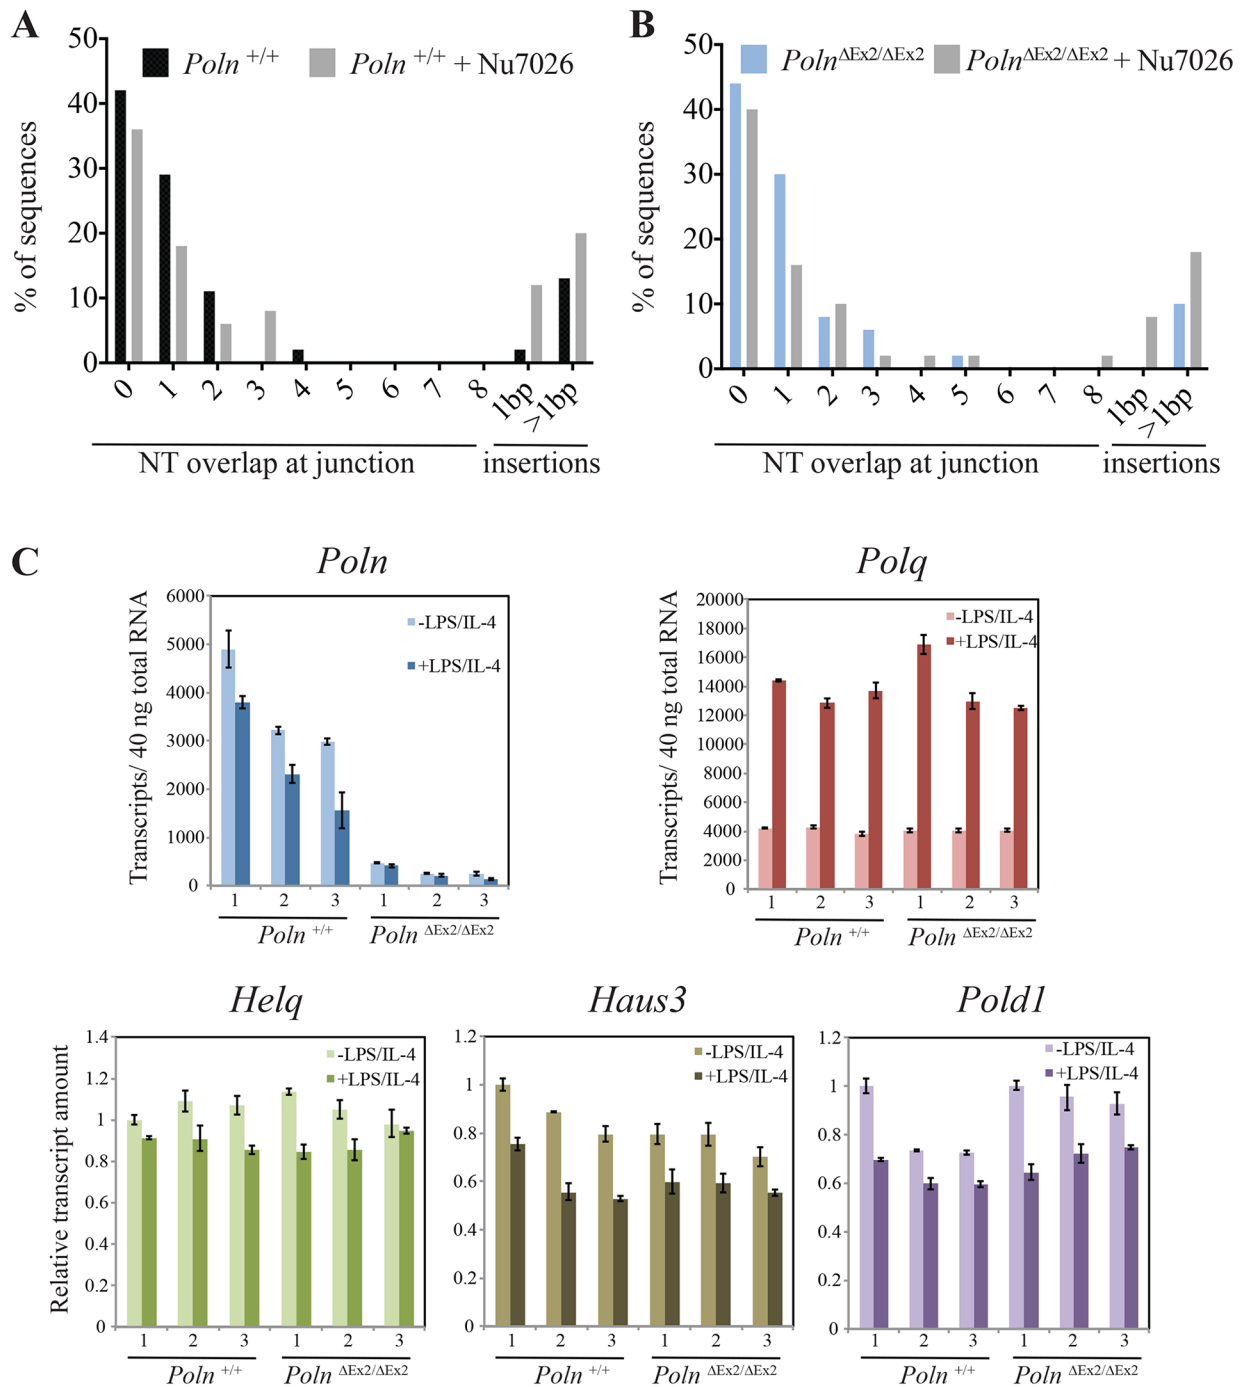 A
50
40
30
20
10
0
% of sequences
Poln +/+
Poln +/+ + Nu7026
0 1 2 3 4 5 6 7 8 1bp >1bp
NT overlap at junction
insertions
B
50
40
30
20
10
0
% of sequences
Poln ΔEx2/ΔEx2
Poln ΔEx2/ΔEx2 + Nu7026
0 1 2 3 4 5 6 7 8 1bp >1bp
NT overlap at junction
insertions
C
Poln
Transcripts/ 40 ng total RNA
6000
5000
4000
3000
2000
1000
0
-LPS/IL-4
+LPS/IL-4
1 2 3 1 2 3
Poln +/+
Poln ΔEx2/ΔEx2
Polq
Transcripts/ 40 ng total RNA
20000
18000
16000
14000
12000
10000
8000
6000
4000
2000
0
-LPS/IL-4
+LPS/IL-4
1 2 3 1 2 3
Poln +/+
Poln ΔEx2/ΔEx2
Helq
Relative transcript amount
1.4
1.2
1
0.8
0.6
0.4
0.2
0
-LPS/IL-4
+LPS/IL-4
1 2 3 1 2 3
Poln +/+
Poln ΔEx2/ΔEx2
Haus3
1.2
1
0.8
0.6
0.4
0.2
0
-LPS/IL-4
+LPS/IL-4
1 2 3 1 2 3
Poln +/+
Poln ΔEx2/ΔEx2
Pold1
1.2
1
0.8
0.6
0.4
0.2
0
-LPS/IL-4
+LPS/IL-4
1 2 3 1 2 3
Poln +/+
Poln ΔEx2/ΔEx2